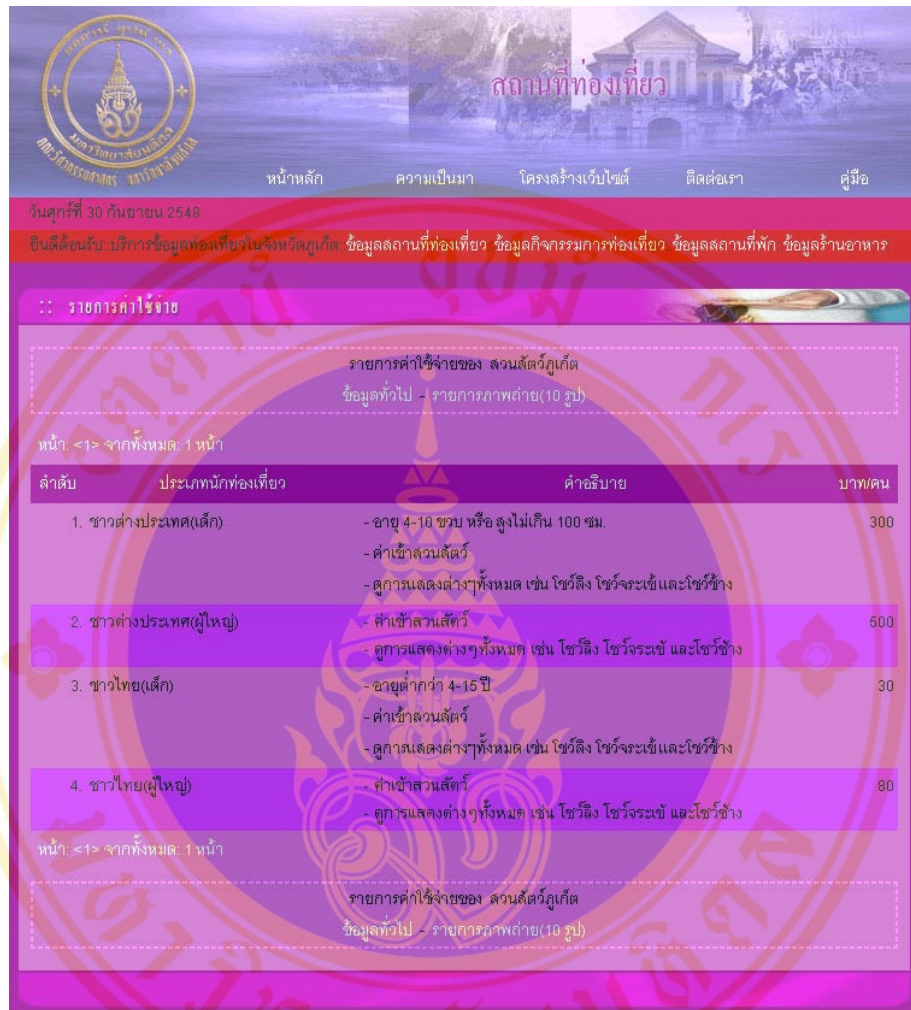 สถานที่ท่องเที่ยว
หน้าหลัก ความเป็นมา โครงสร้างเว็บไซต์ ติดต่อเรา คู่มือ
วันศุกร์ที่ 30 กันยายน 2548
ยินดีต้อนรับ: บริการข้อมูลท่องเที่ยวในจังหวัดภูเก็ต: ข้อมูลสถานที่ท่องเที่ยว ข้อมูลกิจกรรมการท่องเที่ยว ข้อมูลสถานที่พัก ข้อมูลร้านอาหาร
:: รายการค่าใช้จ่าย
รายการค่าใช้จ่ายของ สวนสัตว์ภูเก็ต
ข้อมูลทั่วไป - รายการภาพถ่าย(10 รูป)
หน้า: <1> จากทั้งหมด: 1 หน้า
ลำดับ ประเภทนักท่องเที่ยว คำอธิบาย บาท/คน
1. ชาวต่างประเทศ(เด็ก) - อายุ 4-10 ขวบ หรือ สูงไม่เกิน 100 ซม. 300
- ค่าเข้าสวนสัตว์
- ดูการแสดงต่างๆทั้งหมด เช่น โชว์ลิง โชว์จระเข้ และโชว์ช้าง
2. ชาวต่างประเทศ(ผู้ใหญ่) - ค่าเข้าสวนสัตว์ 500
- ดูการแสดงต่างๆทั้งหมด เช่น โชว์ลิง โชว์จระเข้ และโชว์ช้าง
3. ชาวไทย(เด็ก) - อายุต่ำกว่า 4-15 ปี 30
- ค่าเข้าสวนสัตว์
- ดูการแสดงต่างๆทั้งหมด เช่น โชว์ลิง โชว์จระเข้ และโชว์ช้าง
4. ชาวไทย(ผู้ใหญ่) - ค่าเข้าสวนสัตว์ 80
- ดูการแสดงต่างๆทั้งหมด เช่น โชว์ลิง โชว์จระเข้ และโชว์ช้าง
หน้า: <1> จากทั้งหมด: 1 หน้า
รายการค่าใช้จ่ายของ สวนสัตว์ภูเก็ต
ข้อมูลทั่วไป - รายการภาพถ่าย(10 รูป)